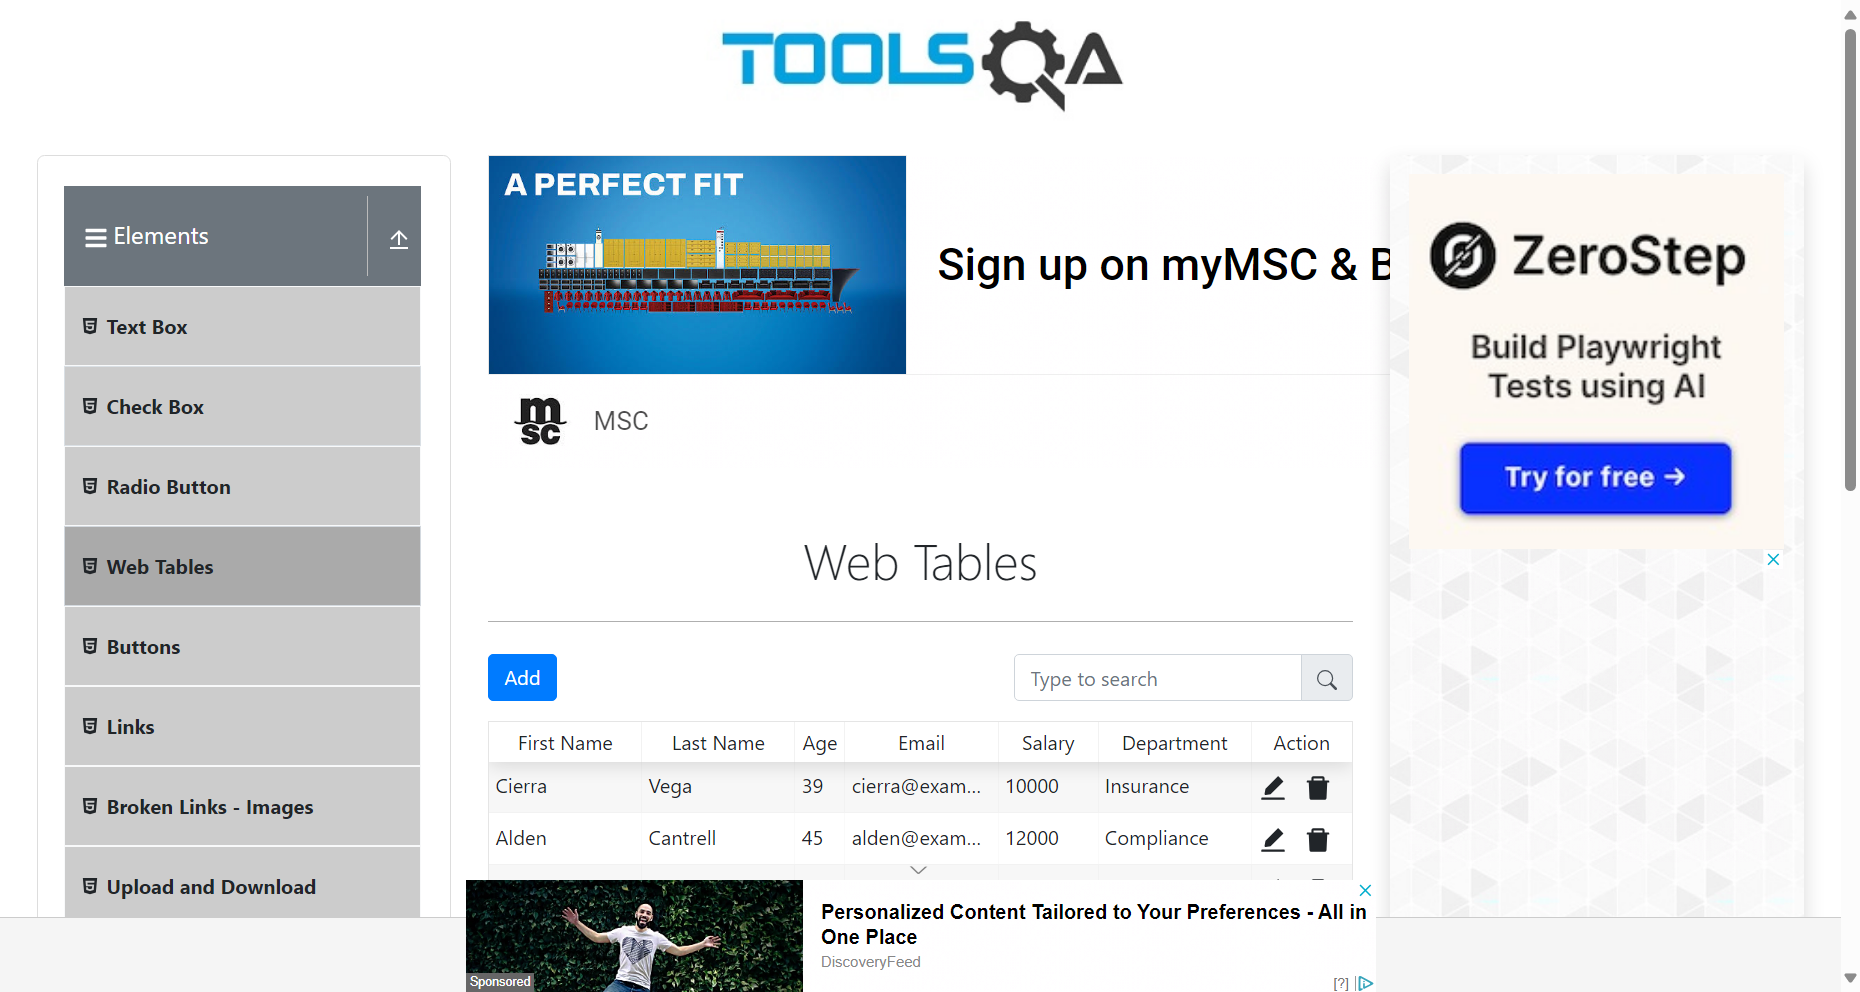 TOOLSQA
Elements
Text Box
Check Box
Radio Button
Web Tables
Buttons
Links
Broken Links - Images
Upload and Download
A PERFECT FIT
Sign up on myMSC & B
msc
MSC
Web Tables
Add
Type to search
First Name Last Name Age Email Salary Department Action
Cierra Vega 39 cierra@exam... 10000 Insurance
Alden Cantrell 45 alden@exam... 12000 Compliance
ZeroStep
Build Playwright
Tests using AI
Try for free →
Personalized Content Tailored to Your Preferences - All in
One Place
DiscoveryFeed
Sponsored
[?]